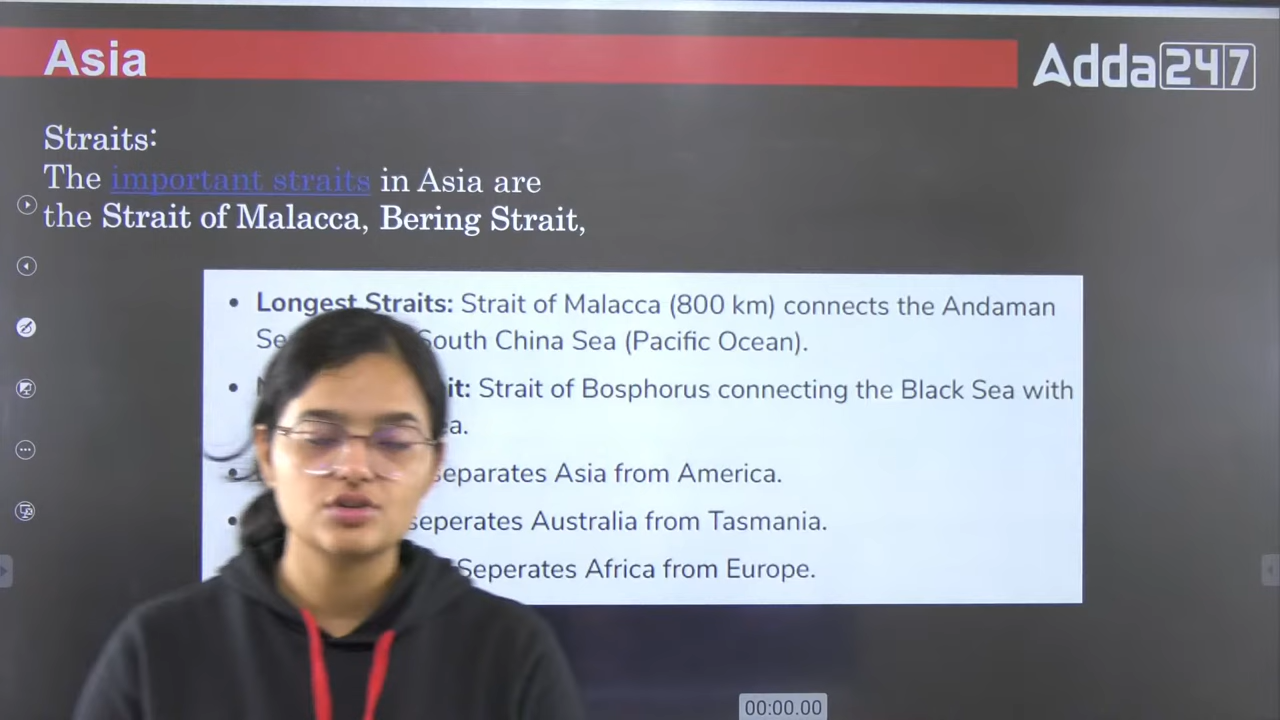 Asia
Adda247
Straits:
The important straits in Asia are
the Strait of Malacca, Bering Strait,
• Longest Straits: Strait of Malacca (800 km) connects the Andaman
South China Sea (Pacific Ocean).
• Strait of Bosphorus connecting the Black Sea with
• separates Asia from America.
• seperates Australia from Tasmania.
Seperates Africa from Europe.
00:00.00